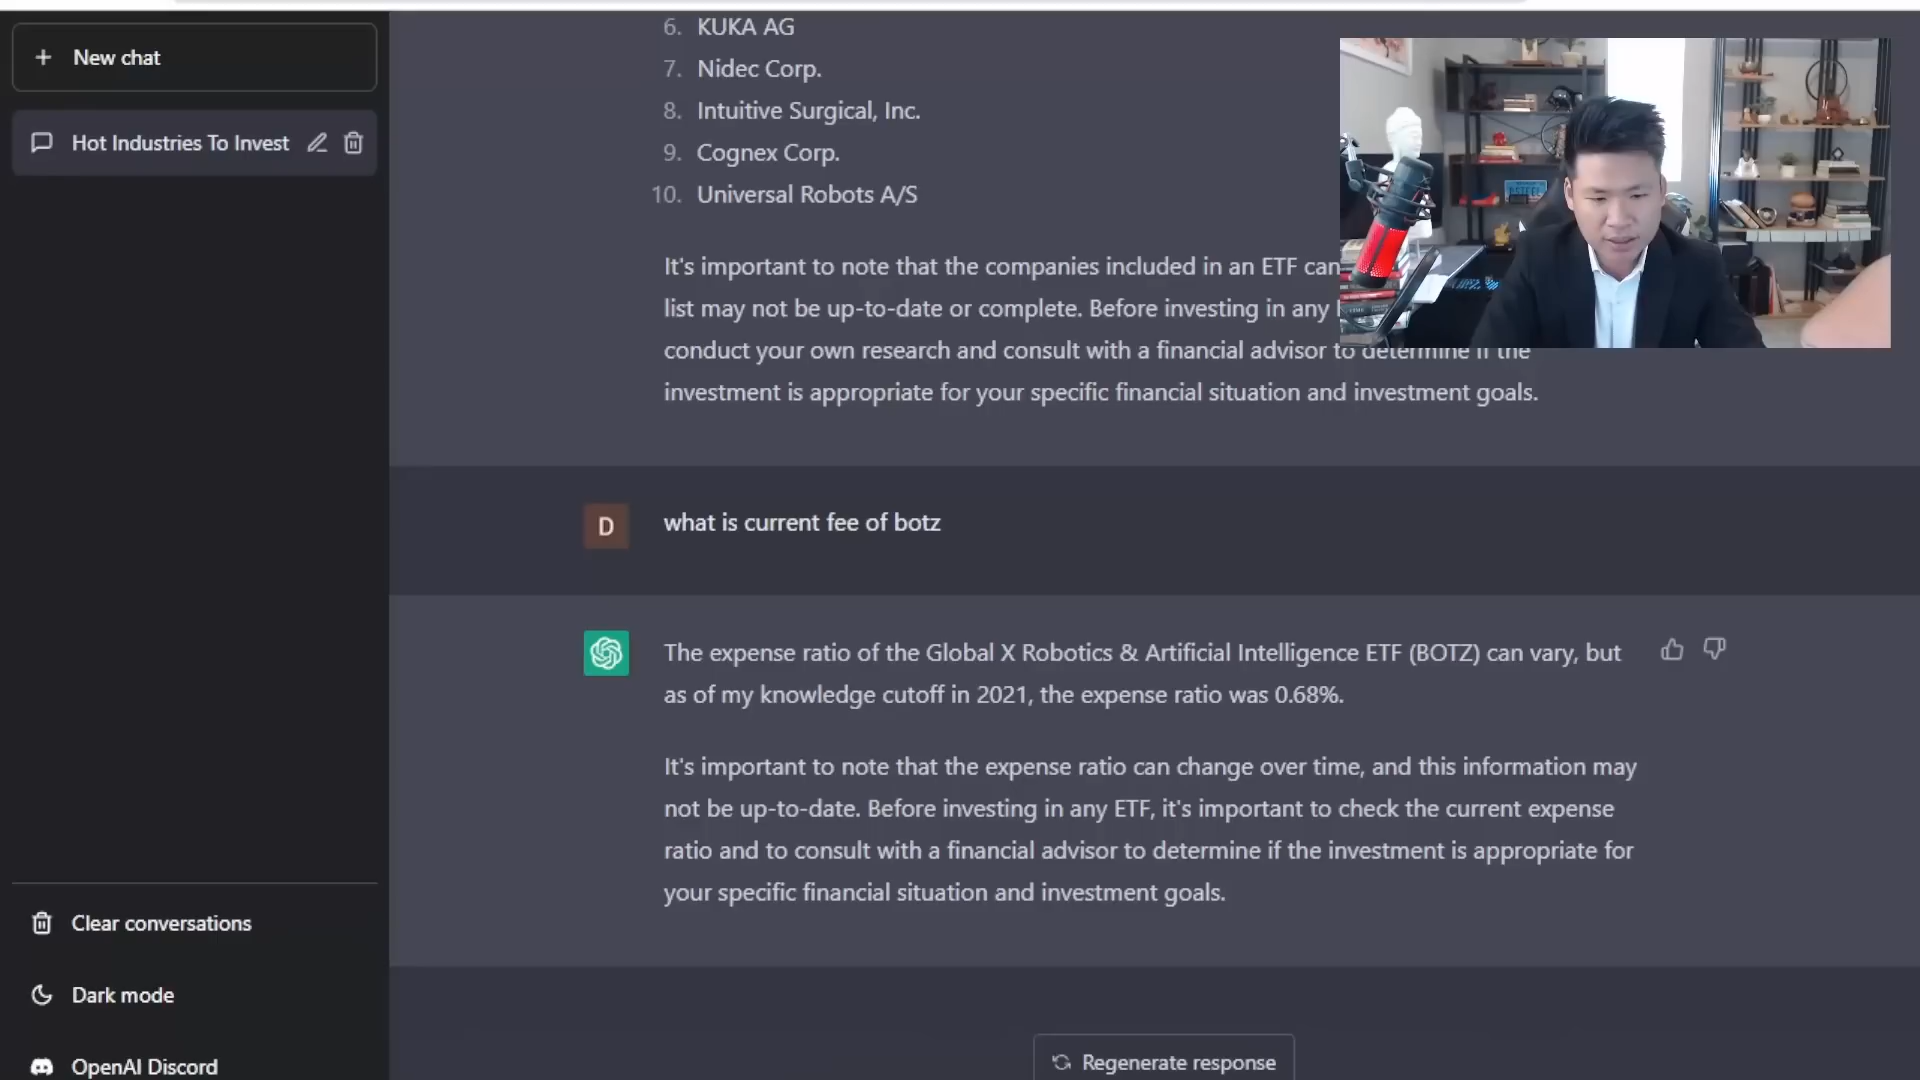 New chat
Hot Industries To Invest
Clear conversations
Dark mode
OpenAI Discord
6. KUKA AG
7. Nidec Corp.
8. Intuitive Surgical, Inc.
9. Cognex Corp.
10. Universal Robots A/S
It's important to note that the companies included in an ETF can
list may not be up-to-date or complete. Before investing in any
conduct your own research and consult with a financial advisor to determine if the
investment is appropriate for your specific financial situation and investment goals.
D
what is current fee of botz
The expense ratio of the Global X Robotics & Artificial Intelligence ETF (BOTZ) can vary, but
as of my knowledge cutoff in 2021, the expense ratio was 0.68%.
It's important to note that the expense ratio can change over time, and this information may
not be up-to-date. Before investing in any ETF, it's important to check the current expense
ratio and to consult with a financial advisor to determine if the investment is appropriate for
your specific financial situation and investment goals.
Regenerate response